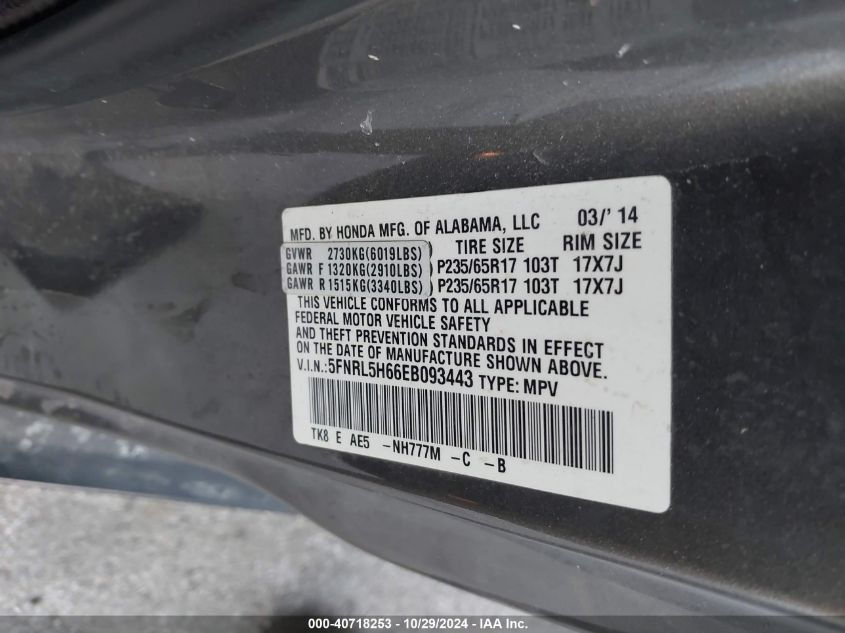 MFD. BY HONDA MFG. OF ALABAMA, LLC 03/' 14
GVWR 2730KG(6019LBS) TIRE SIZE RIM SIZE
GAWR F 1320KG(2910LBS) P235/65R17 103T 17X7J
GAWR R 1515KG(3340LBS) P235/65R17 103T 17X7J
THIS VEHICLE CONFORMS TO ALL APPLICABLE
FEDERAL MOTOR VEHICLE SAFETY
AND THEFT PREVENTION STANDARDS IN EFFECT
ON THE DATE OF MANUFACTURE SHOWN ABOVE.
V.I.N.:5FNRL5H66EB093443 TYPE: MPV
TK8 E AE5 -NH777M -C -B
000-40718253 - 10/29/2024 - IAA Inc.